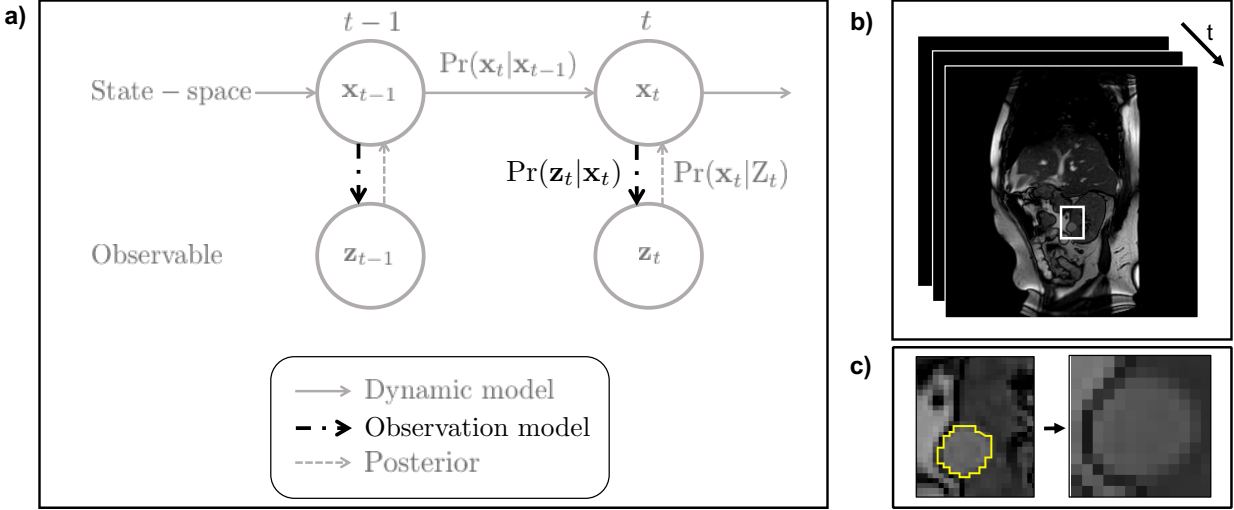 a)
t − 1
t
State − space
x_{t−1}
Pr(x_t|x_{t−1})
x_t
Pr(z_t|x_t)
Pr(x_t|Z_t)
Observable
z_{t−1}
z_t
Dynamic model
Observation model
Posterior
b)
t
c)